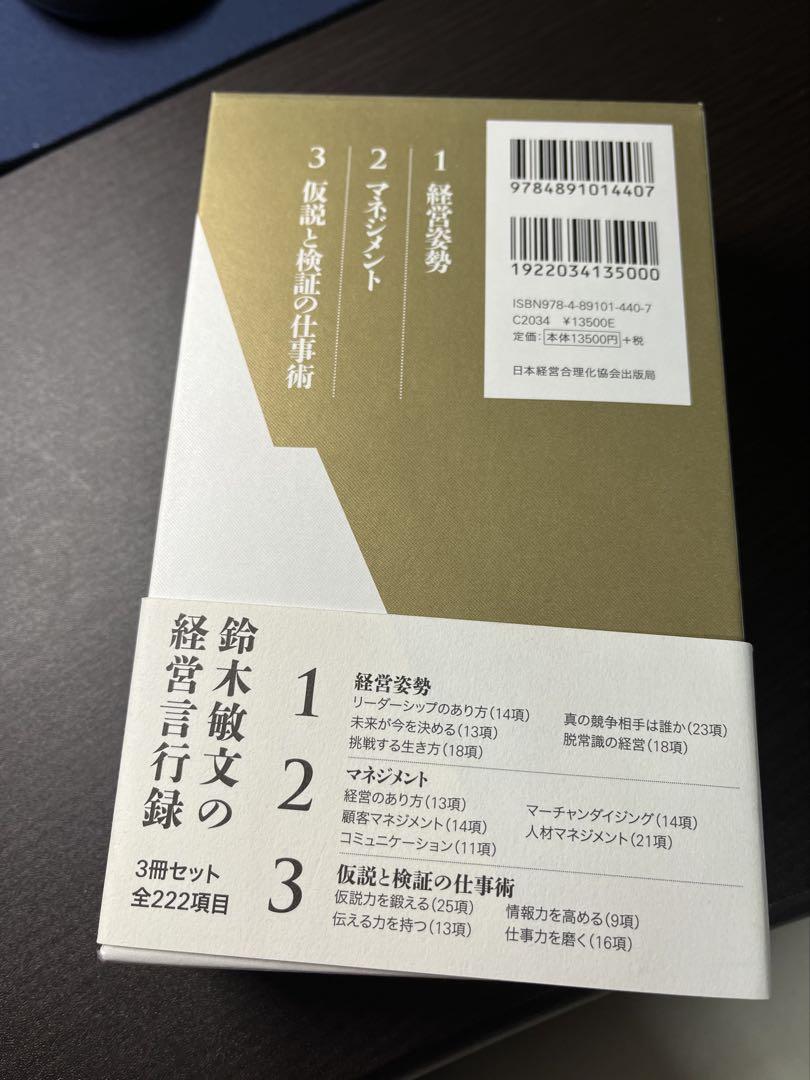 9784891014407
1922034135000
ISBN978-4-89101-440-7
C2034 ¥13500E
定価：本体13500円+税
日本経営合理化協会出版局
1 経営姿勢
2 マネジメント
3 仮説と検証の仕事術
鈴木敏文の
経営言行録
3冊セット
全222項目
1 経営姿勢
リーダーシップのあり方（14項） 真の競争相手は誰か（23項）
未来が今を決める（13項） 脱常識の経営（18項）
挑戦する生き方（18項）
2 マネジメント
経営のあり方（13項） マーチャンダイジング（14項）
顧客マネジメント（14項） 人材マネジメント（21項）
コミュニケーション（11項）
3 仮説と検証の仕事術
仮説力を鍛える（25項） 情報力を高める（9項）
伝える力を持つ（13項） 仕事力を磨く（16項）